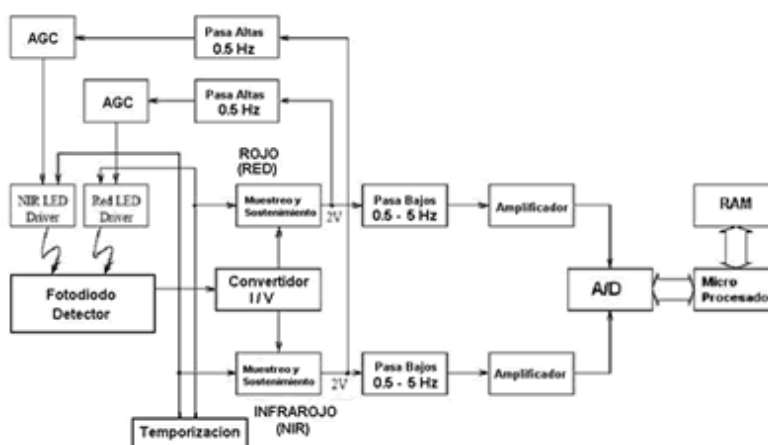 AGC
Pasa Altas
0.5 Hz
AGC
Pasa Altas
0.5 Hz
ROJO
(RED)
NIR LED
Driver
Red LED
Driver
Muestreo y
Sostenimiento
2V
Pasa Bajos
0.5 - 5 Hz
Amplificador
RAM
Fotodiodo
Detector
Convertidor
I / V
A/D
Micro
Procesado
Muestreo y
Sostenimiento
2V
Pasa Bajos
0.5 - 5 Hz
Amplificador
INFRAROJO
(NIR)
Temporizacion